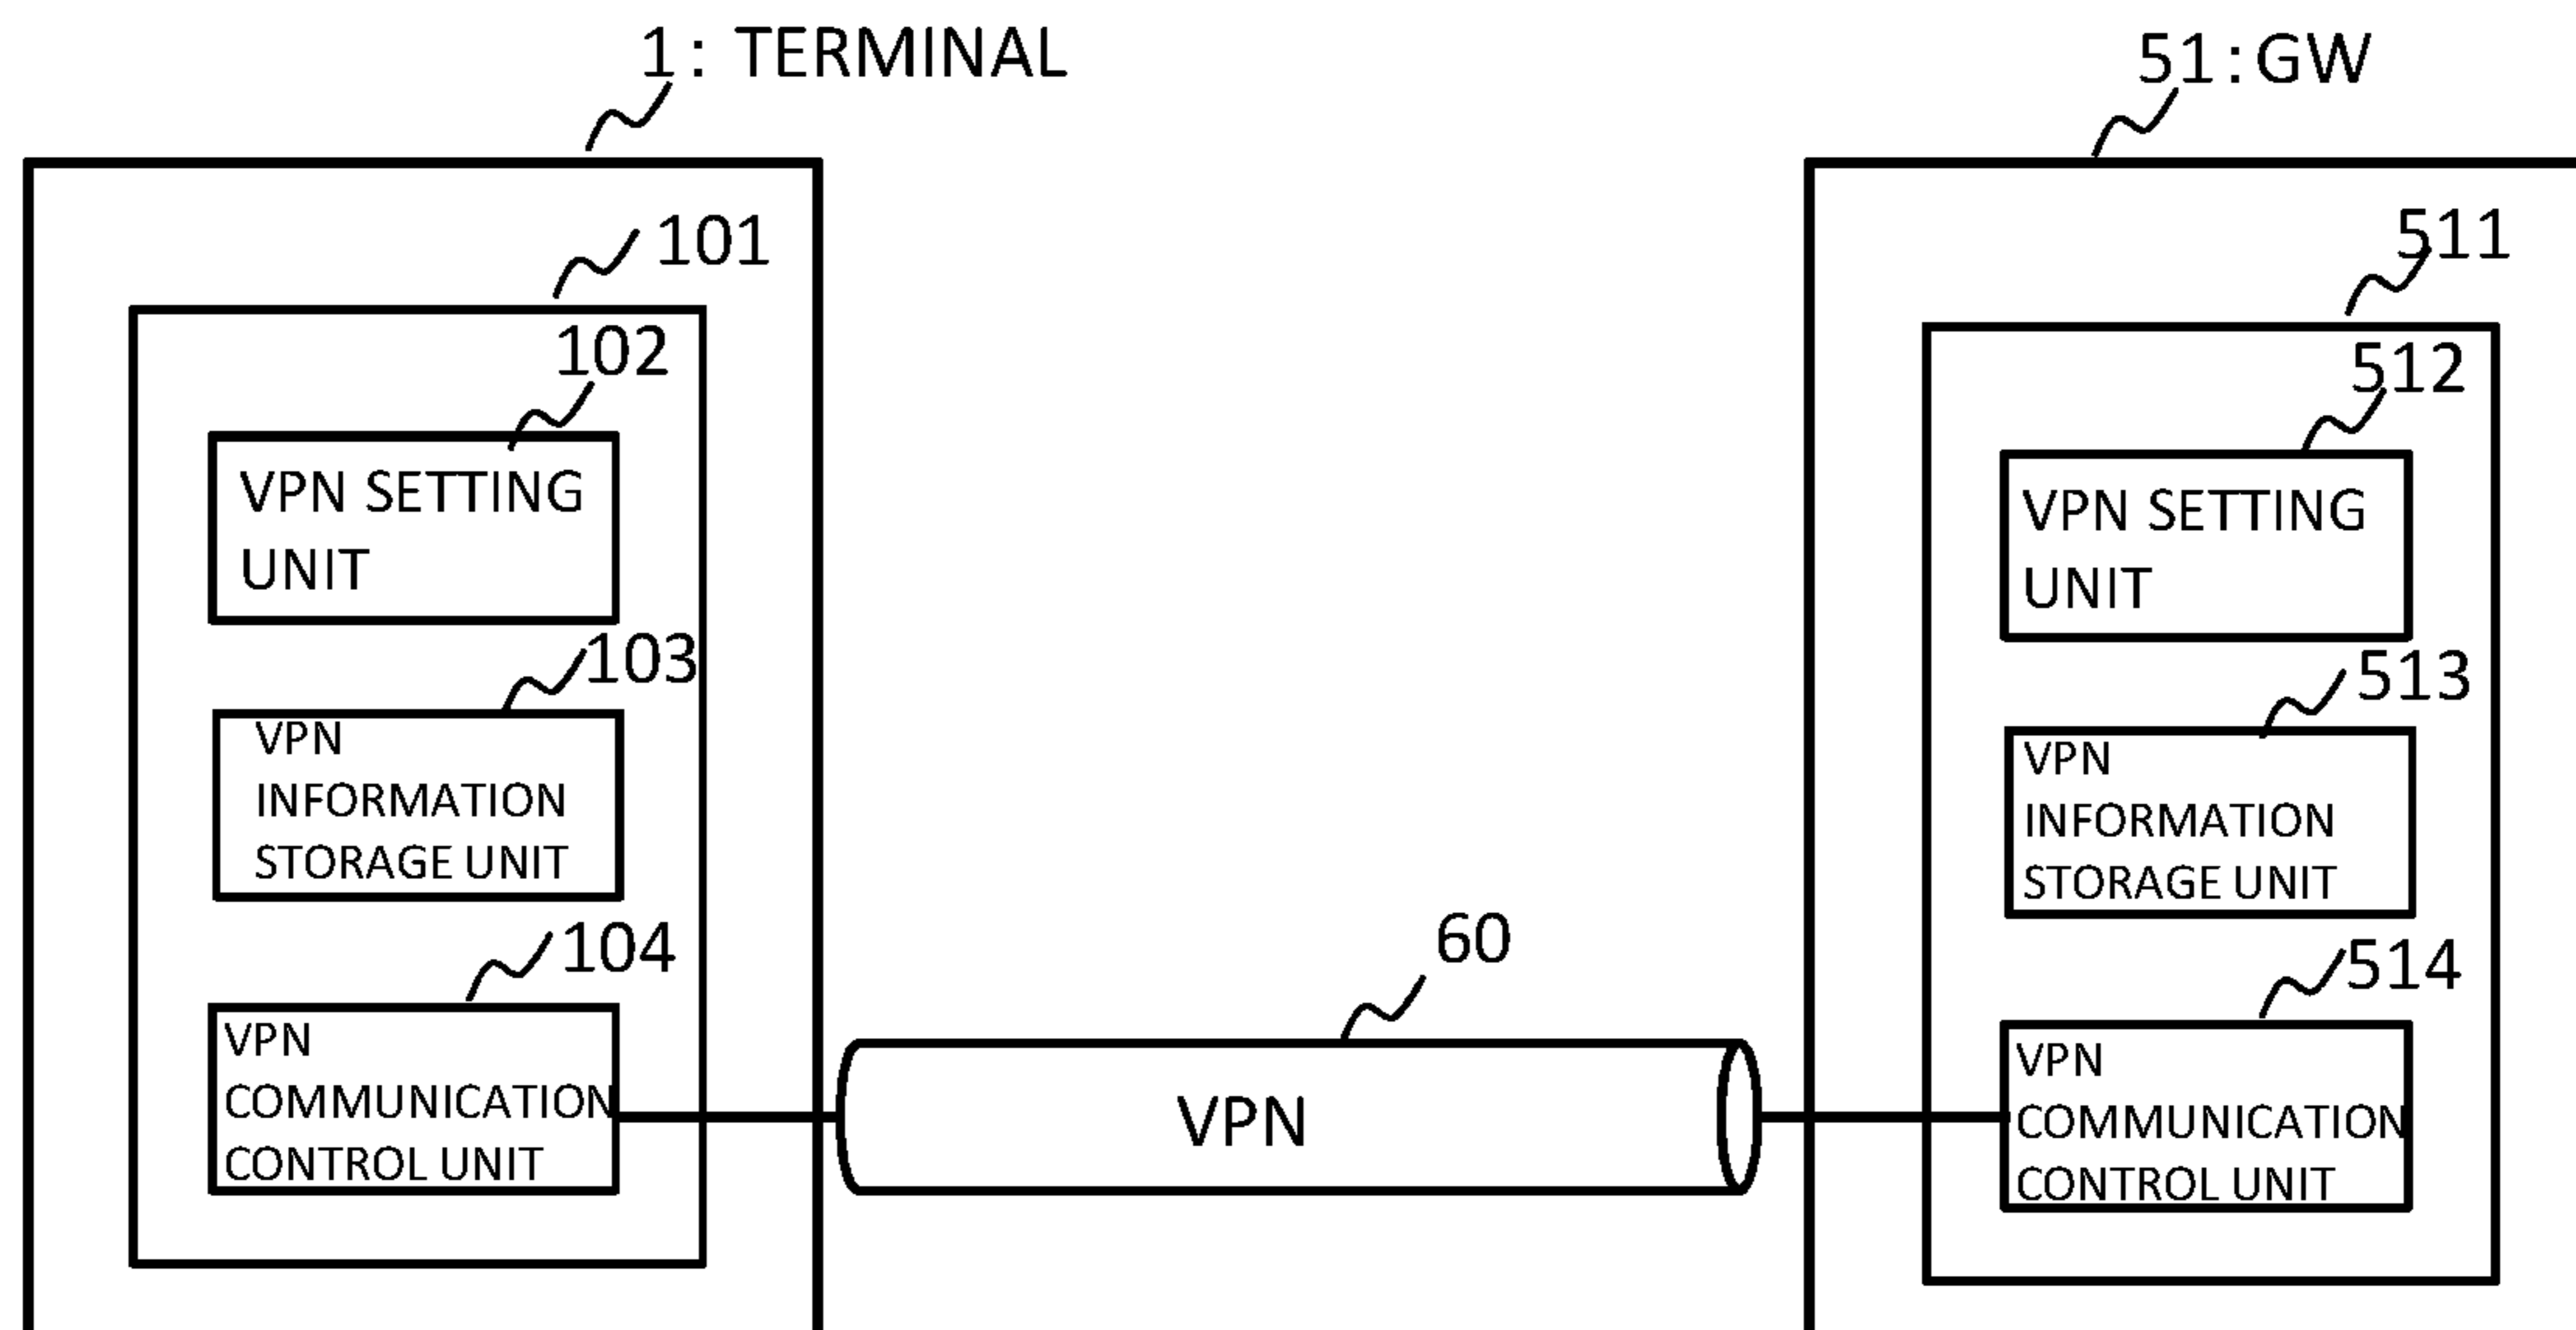 1: TERMINAL
51:GW
101
102
VPN SETTING
UNIT
103
VPN
INFORMATION
STORAGE UNIT
104
VPN
COMMUNICATION
CONTROL UNIT
60
VPN
511
512
VPN SETTING
UNIT
513
VPN
INFORMATION
STORAGE UNIT
514
VPN
COMMUNICATION
CONTROL UNIT